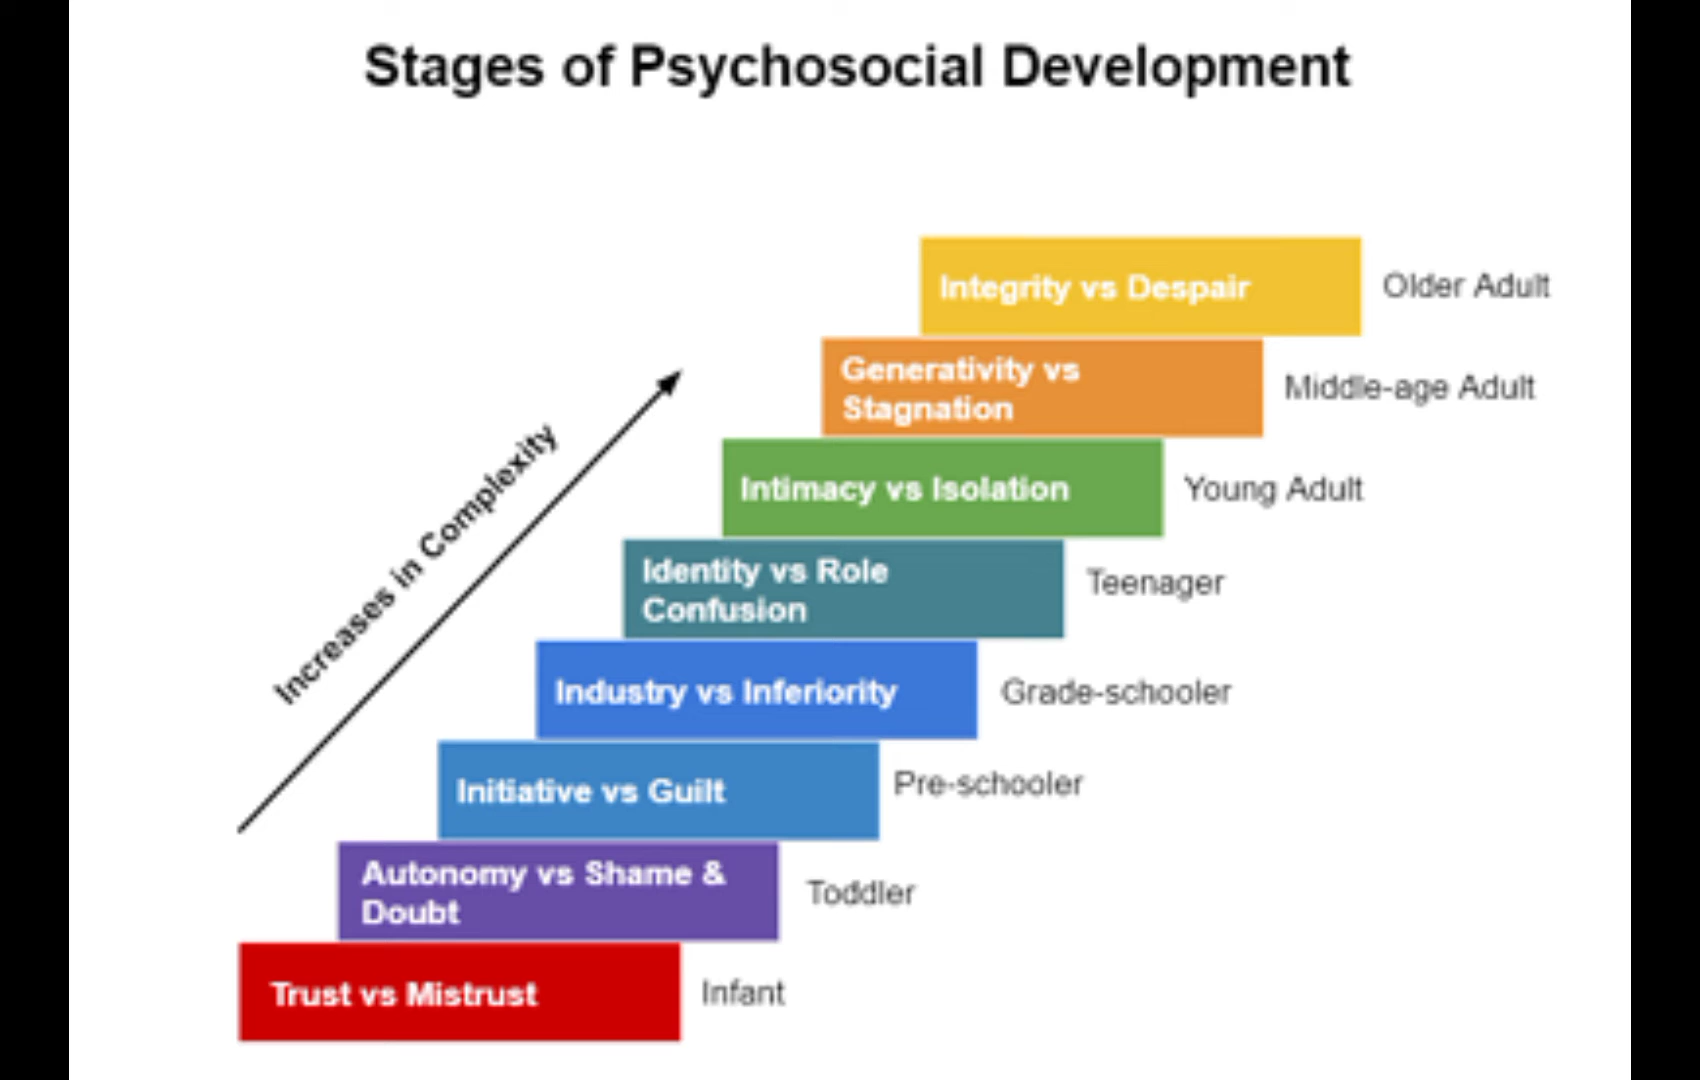 Stages of Psychosocial Development
Integrity vs Despair
Older Adult
Generativity vs
Stagnation
Middle-age Adult
Intimacy vs Isolation
Young Adult
Identity vs Role
Confusion
Teenager
Increases in Complexity
Industry vs Inferiority
Grade-schooler
Initiative vs Guilt
Pre-schooler
Autonomy vs Shame &
Doubt
Toddler
Trust vs Mistrust
Infant